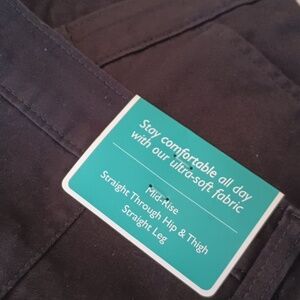 Stay comfortable all day
with our ultra-soft fabric
Mid-Rise
Straight Through Hip & Thigh
Straight Leg